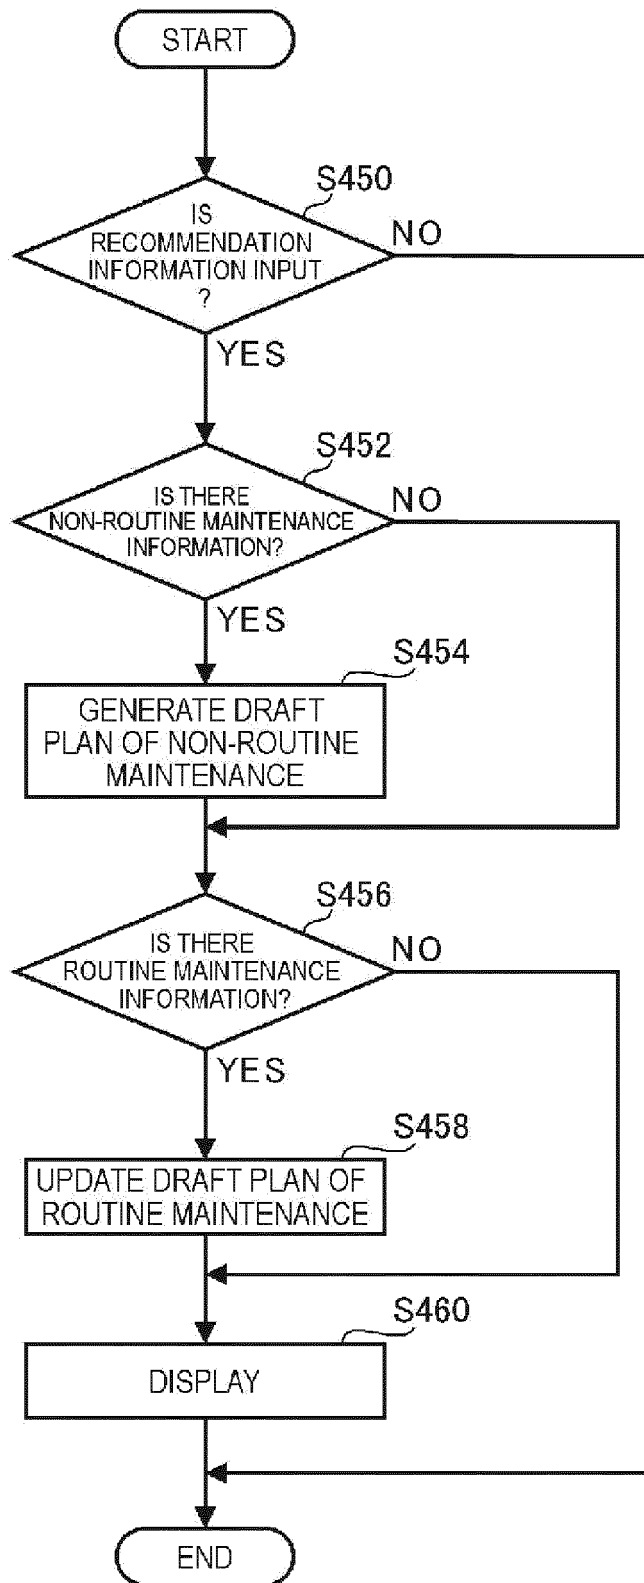 START
S450
IS
RECOMMENDATION
INFORMATION INPUT
?
NO
YES
S452
IS THERE
NON-ROUTINE MAINTENANCE
INFORMATION?
NO
YES
S454
GENERATE DRAFT
PLAN OF NON-ROUTINE
MAINTENANCE
S456
IS THERE
ROUTINE MAINTENANCE
INFORMATION?
NO
YES
S458
UPDATE DRAFT PLAN OF
ROUTINE MAINTENANCE
S460
DISPLAY
END